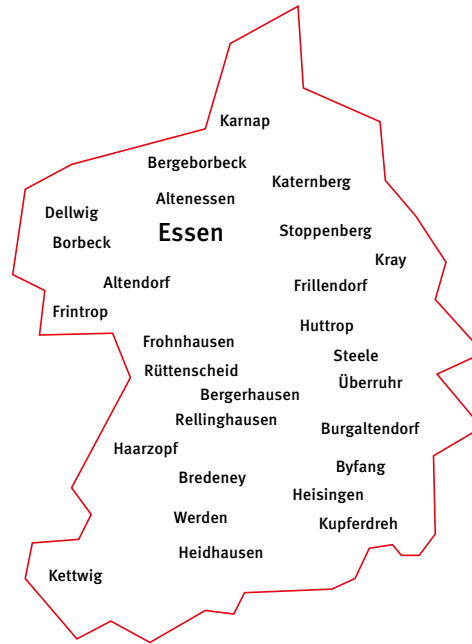 Karnap
Bergeborbeck
Katernberg
Altenessen
Dellwig
Essen
Stoppenberg
Borbeck
Kray
Altendorf
Frillendorf
Frintrop
Huttrop
Frohnhausen
Steele
Rüttenscheid
Überruhr
Bergerhausen
Rellinghausen
Burgaltendorf
Haarzopf
Byfang
Bredeney
Heisingen
Werden
Kupferdreh
Heidhausen
Kettwig